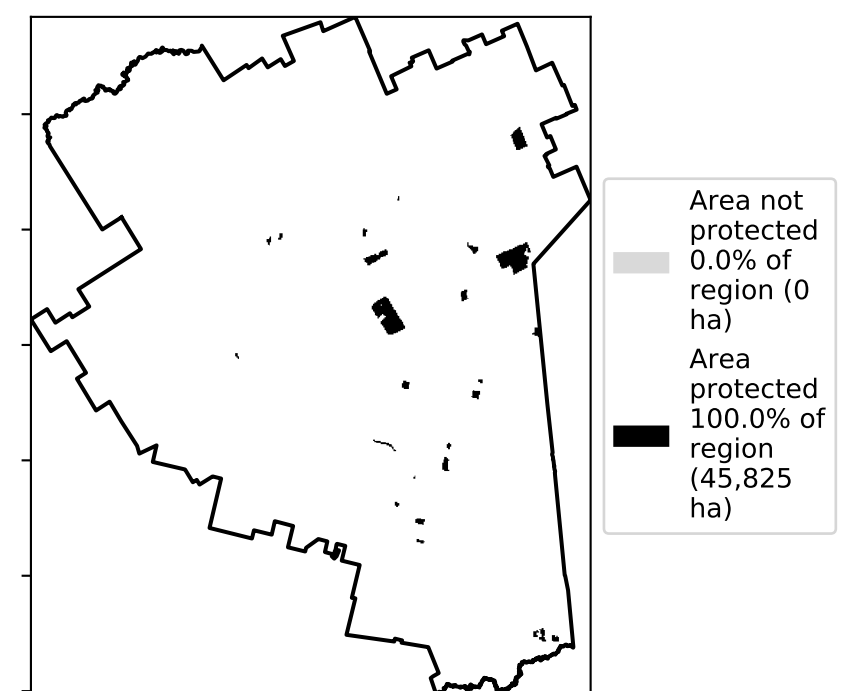 Area not
protected
0.0% of
region (0
ha)
Area
protected
100.0% of
region
(45,825
ha)